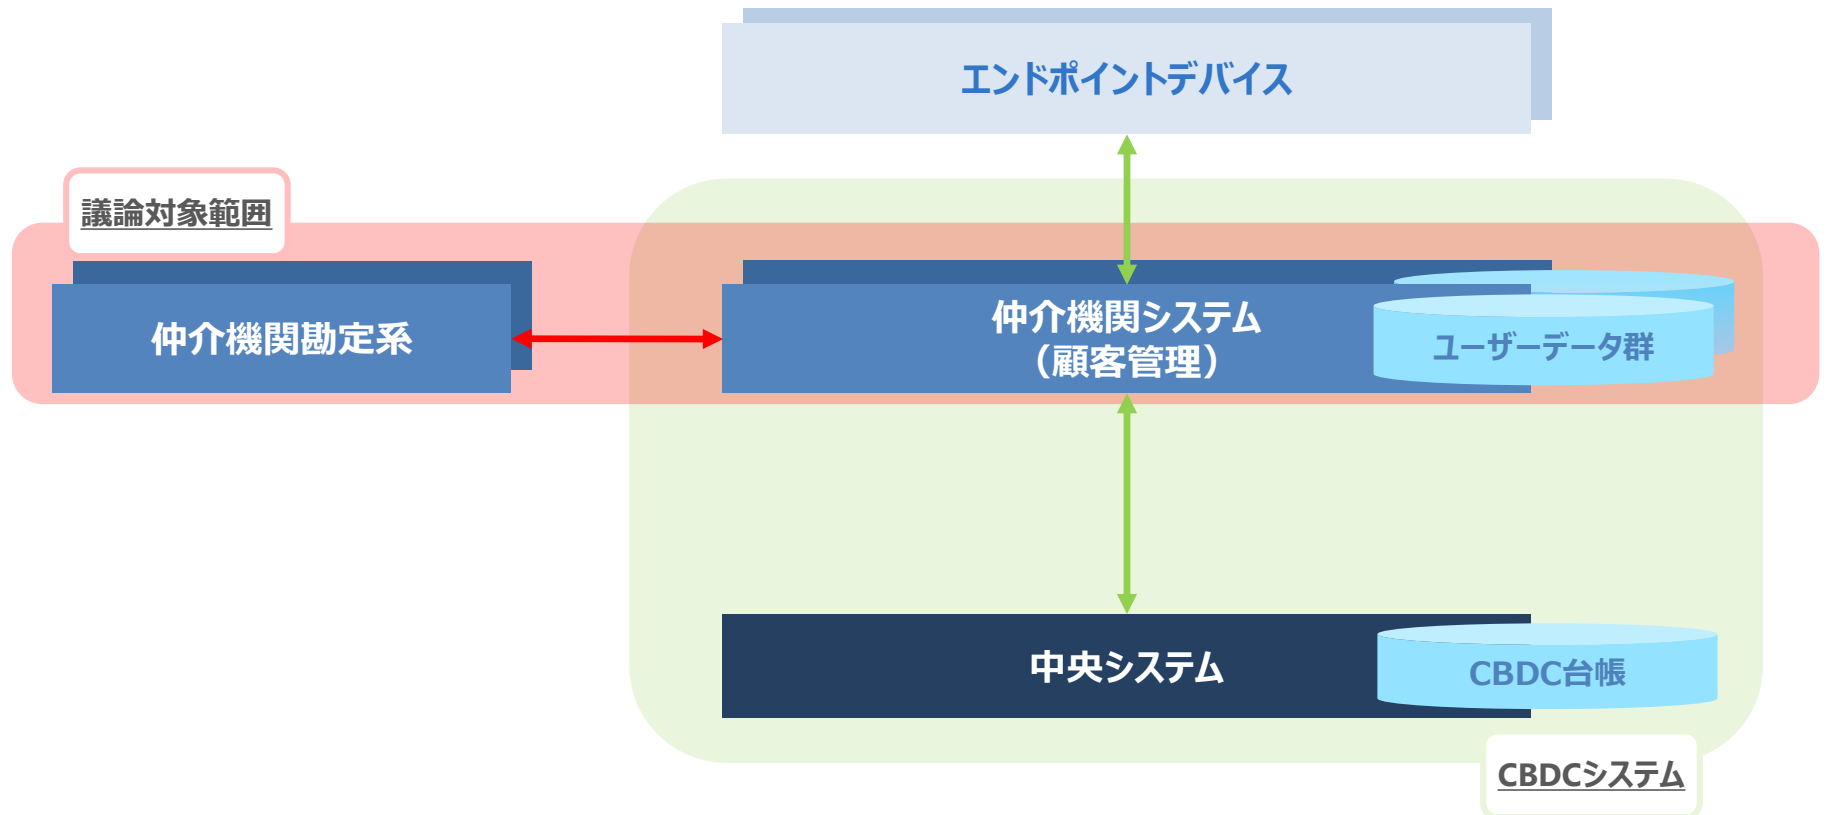 エンドポイントデバイス
議論対象範囲
仲介機関勘定系
仲介機関システム
（顧客管理）
ユーザーデータ群
中央システム
CBDC台帳
CBDCシステム